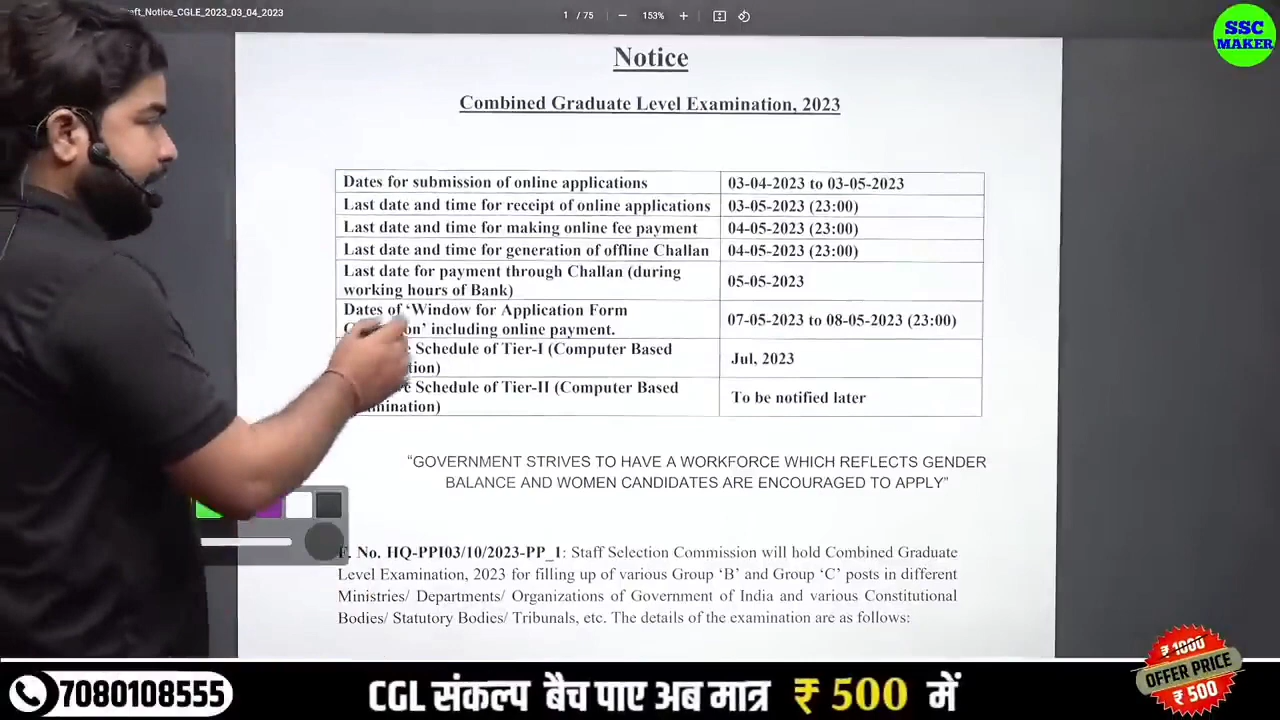 aft_Notice_CGLE_2023_03_04_2023
1 / 75 − 153% +
SSC
MAKER
Notice
Combined Graduate Level Examination, 2023
Dates for submission of online applications 03-04-2023 to 03-05-2023
Last date and time for receipt of online applications 03-05-2023 (23:00)
Last date and time for making online fee payment 04-05-2023 (23:00)
Last date and time for generation of offline Challan 04-05-2023 (23:00)
Last date for payment through Challan (during
working hours of Bank) 05-05-2023
Dates of ‘Window for Application Form
on’ including online payment. 07-05-2023 to 08-05-2023 (23:00)
Schedule of Tier-I (Computer Based
tion) Jul, 2023
Schedule of Tier-II (Computer Based
mination) To be notified later
“GOVERNMENT STRIVES TO HAVE A WORKFORCE WHICH REFLECTS GENDER
BALANCE AND WOMEN CANDIDATES ARE ENCOURAGED TO APPLY”
F. No. HQ-PPI03/10/2023-PP_1: Staff Selection Commission will hold Combined Graduate
Level Examination, 2023 for filling up of various Group ‘B’ and Group ‘C’ posts in different
Ministries/ Departments/ Organizations of Government of India and various Constitutional
Bodies/ Statutory Bodies/ Tribunals, etc. The details of the examination are as follows:
7080108555
CGL संकल्प बैच पाए अब मात्र ₹ 500 में
₹ 1000
OFFER PRICE
₹ 500